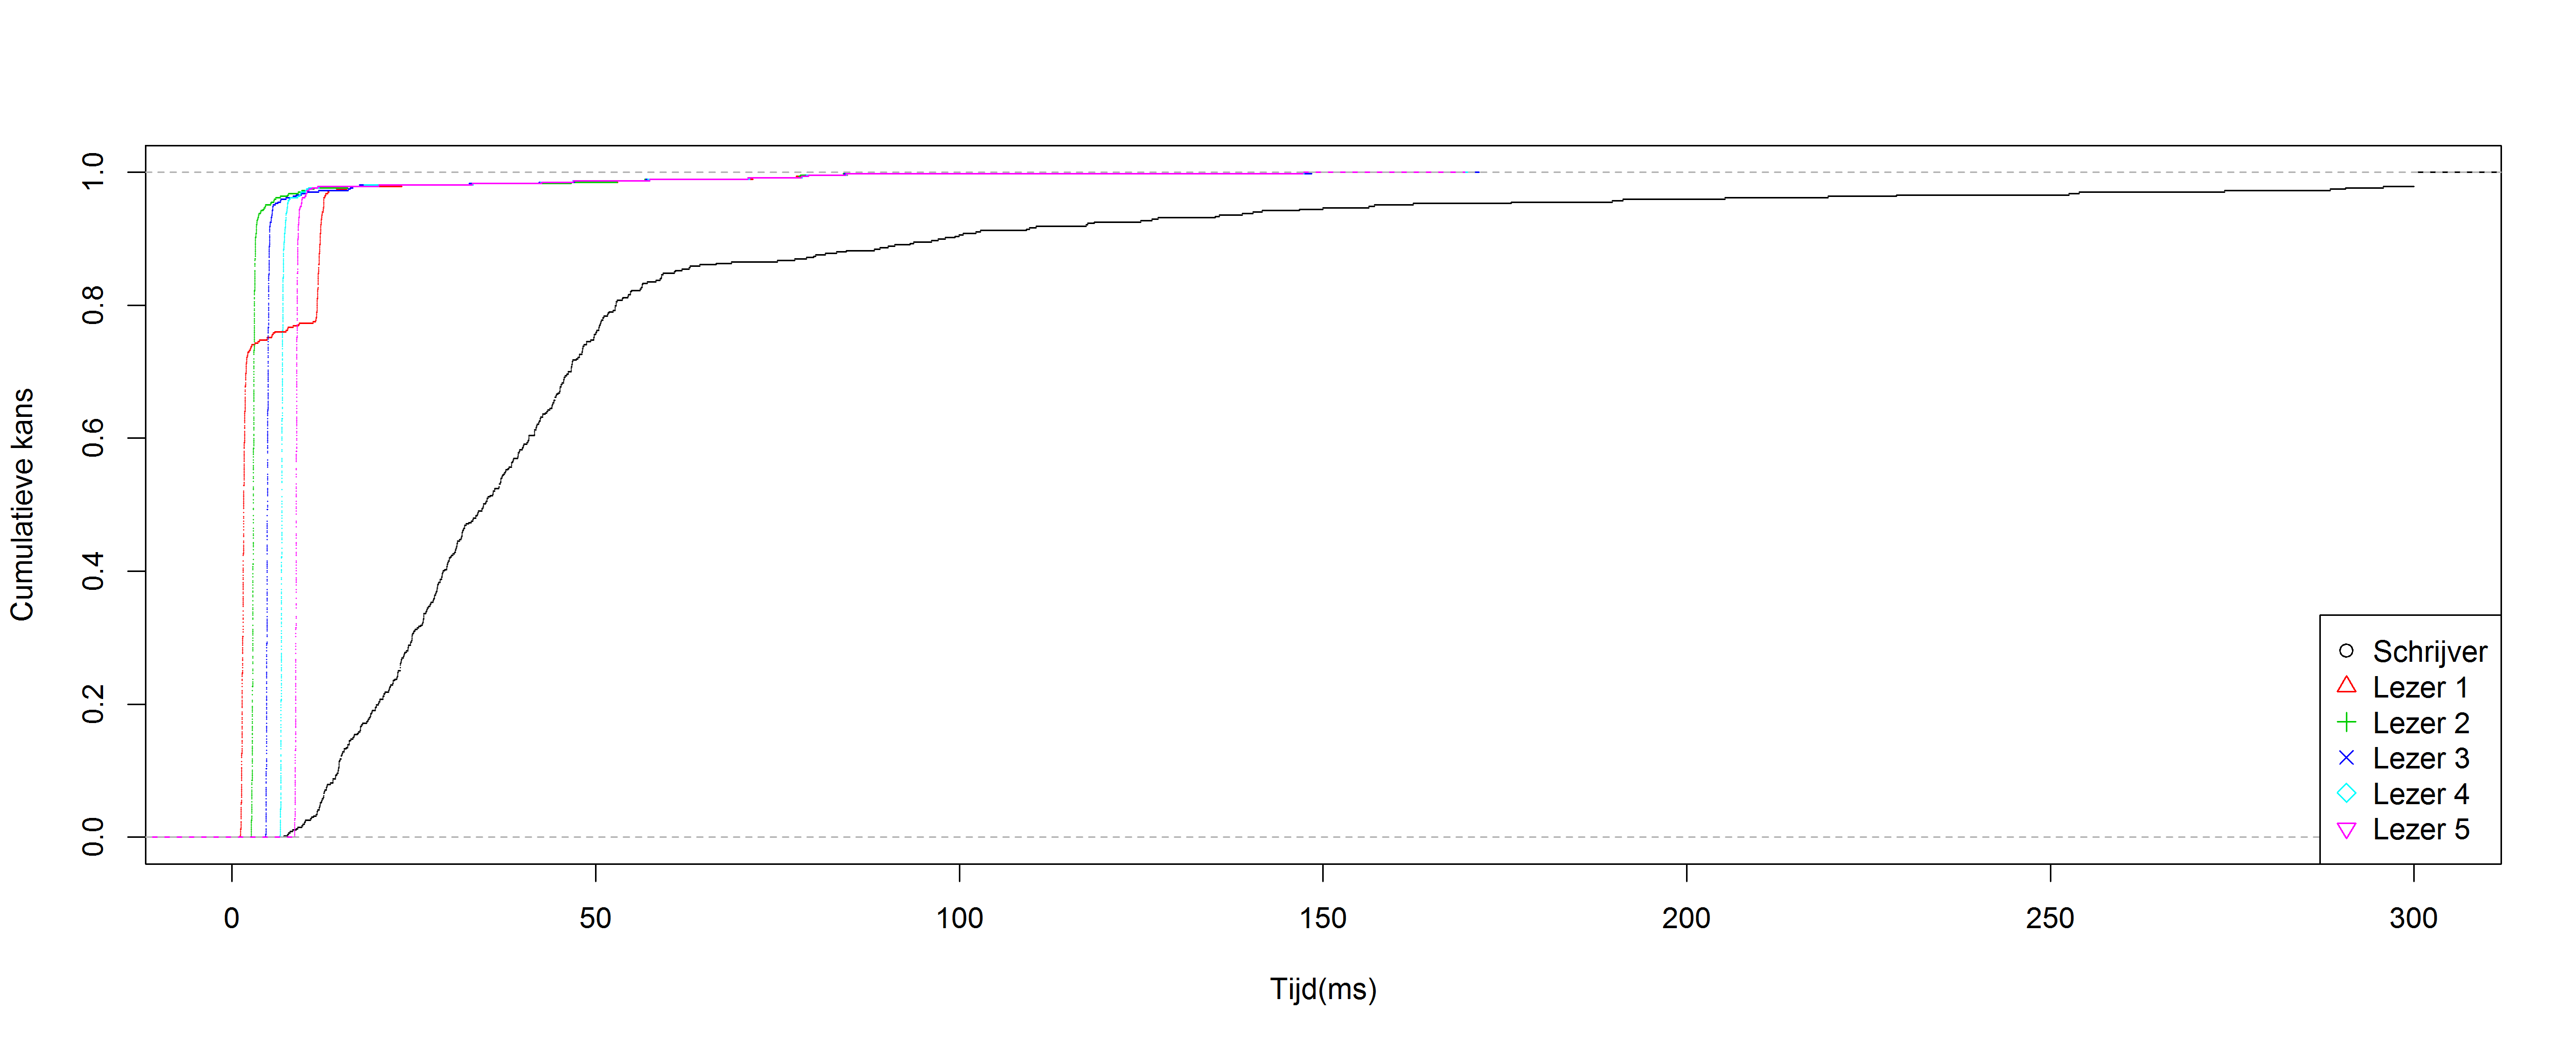 Cumulatieve kans
1.0
0.8
0.6
0.4
0.2
0.0
Schrijver
Lezer 1
Lezer 2
Lezer 3
Lezer 4
Lezer 5
0 50 100 150 200 250 300
Tijd(ms)